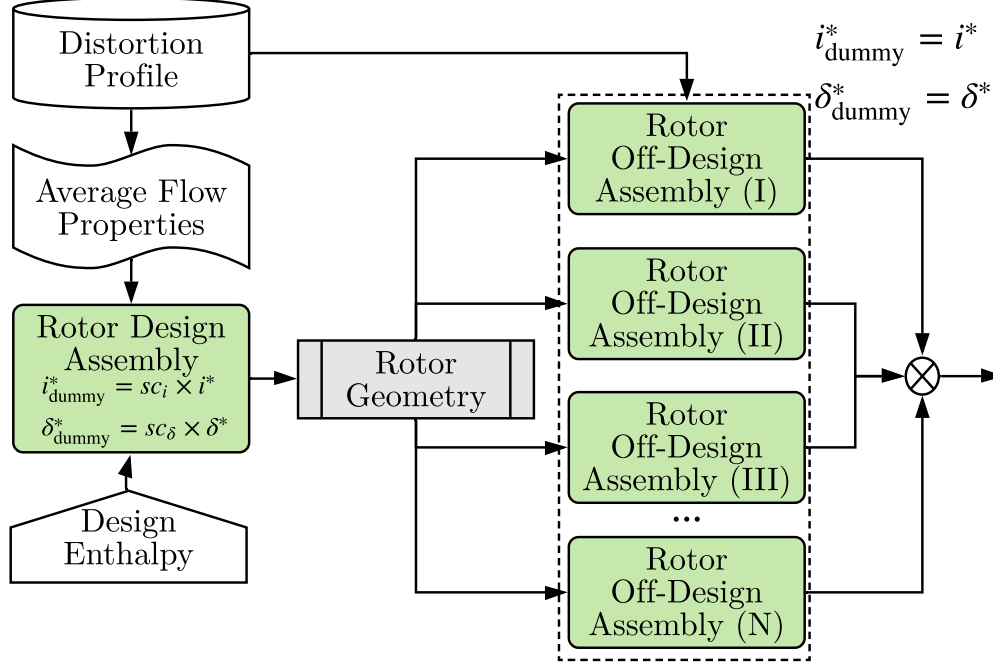 Distortion
Profile
Average Flow
Properties
Rotor Design
Assembly
i*dummy = sci × i*
δ*dummy = scδ × δ*
Design
Enthalpy
Rotor
Geometry
Rotor
Off-Design
Assembly (I)
Rotor
Off-Design
Assembly (II)
Rotor
Off-Design
Assembly (III)
...
Rotor
Off-Design
Assembly (N)
i*dummy = i*
δ*dummy = δ*